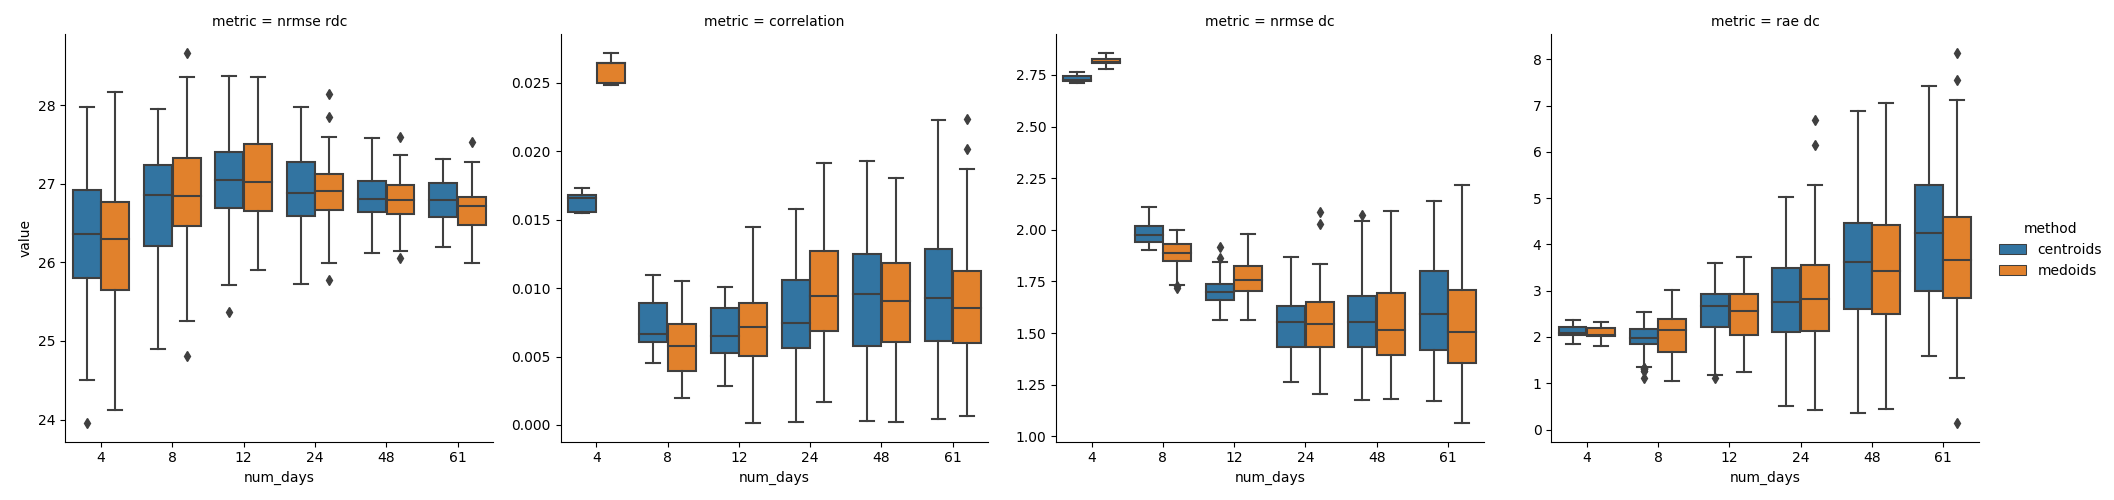 metric = nrmse rdc
value
28
27
26
25
24
4 8 12 24 48 61
num_days
metric = correlation
0.025
0.020
0.015
0.010
0.005
0.000
4 8 12 24 48 61
num_days
metric = nrmse dc
2.75
2.50
2.25
2.00
1.75
1.50
1.25
1.00
4 8 12 24 48 61
num_days
metric = rae dc
8
7
6
5
4
3
2
1
0
4 8 12 24 48 61
num_days
method
centroids
medoids